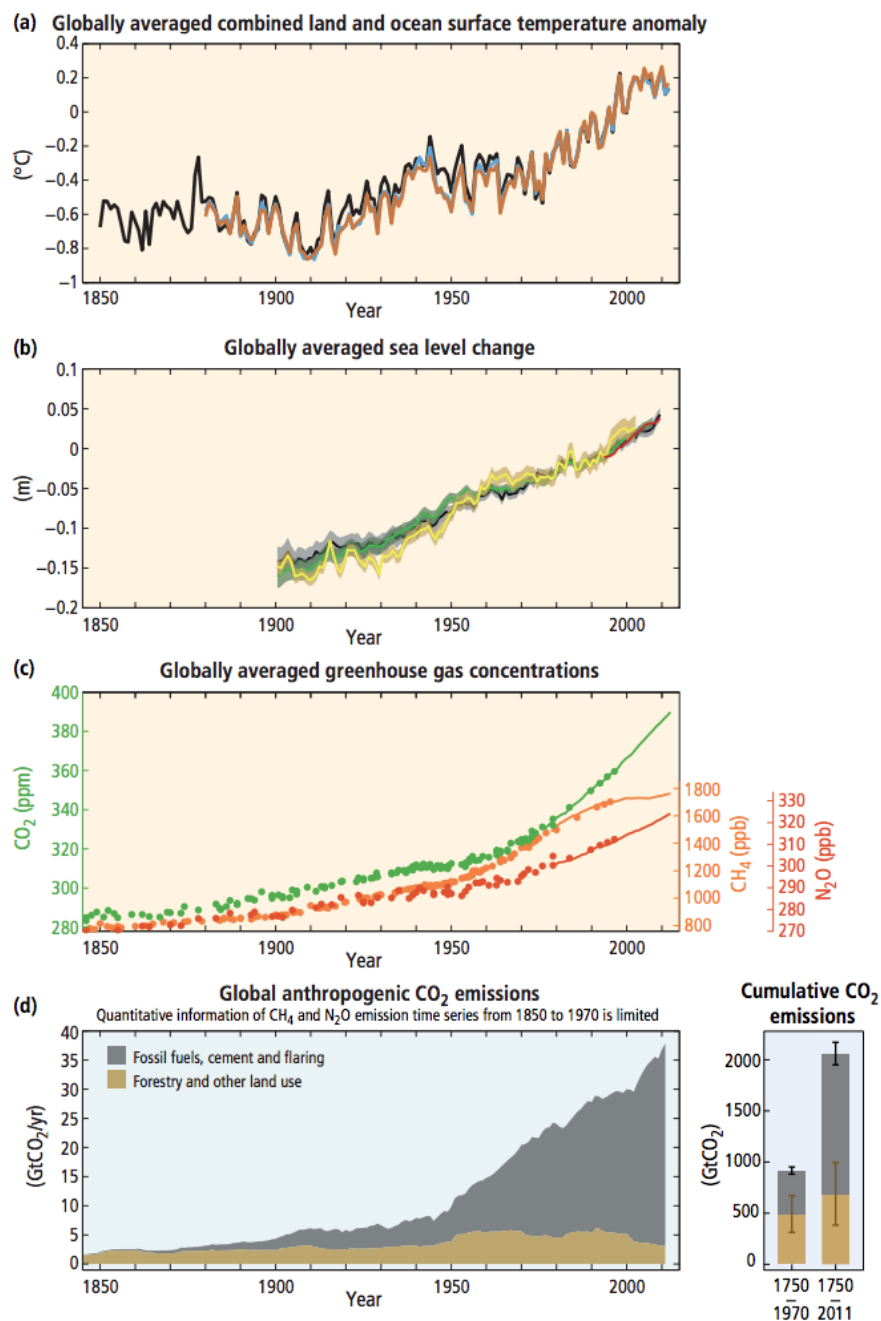 (a) Globally averaged combined land and ocean surface temperature anomaly
0.4
0.2
0
−0.2
(°C)
−0.4
−0.6
−0.8
−1
1850 1900 1950 2000
Year
(b) Globally averaged sea level change
0.1
0.05
0
(m)
−0.05
−0.1
−0.15
−0.2
1850 1900 1950 2000
Year
(c) Globally averaged greenhouse gas concentrations
400
380
360
CO₂ (ppm)
340
320
300
280
1800
1600
1400
CH₄ (ppb)
1200
1000
800
330
320
310
N₂O (ppb)
300
290
280
270
1850 1900 1950 2000
Year
(d) Global anthropogenic CO₂ emissions
Quantitative information of CH₄ and N₂O emission time series from 1850 to 1970 is limited
40
35
30
25
(GtCO₂/yr)
20
15
10
5
0
Fossil fuels, cement and flaring
Forestry and other land use
1850 1900 1950 2000
Year
Cumulative CO₂
emissions
2000
1500
(GtCO₂)
1000
500
0
1750 1750
– –
1970 2011